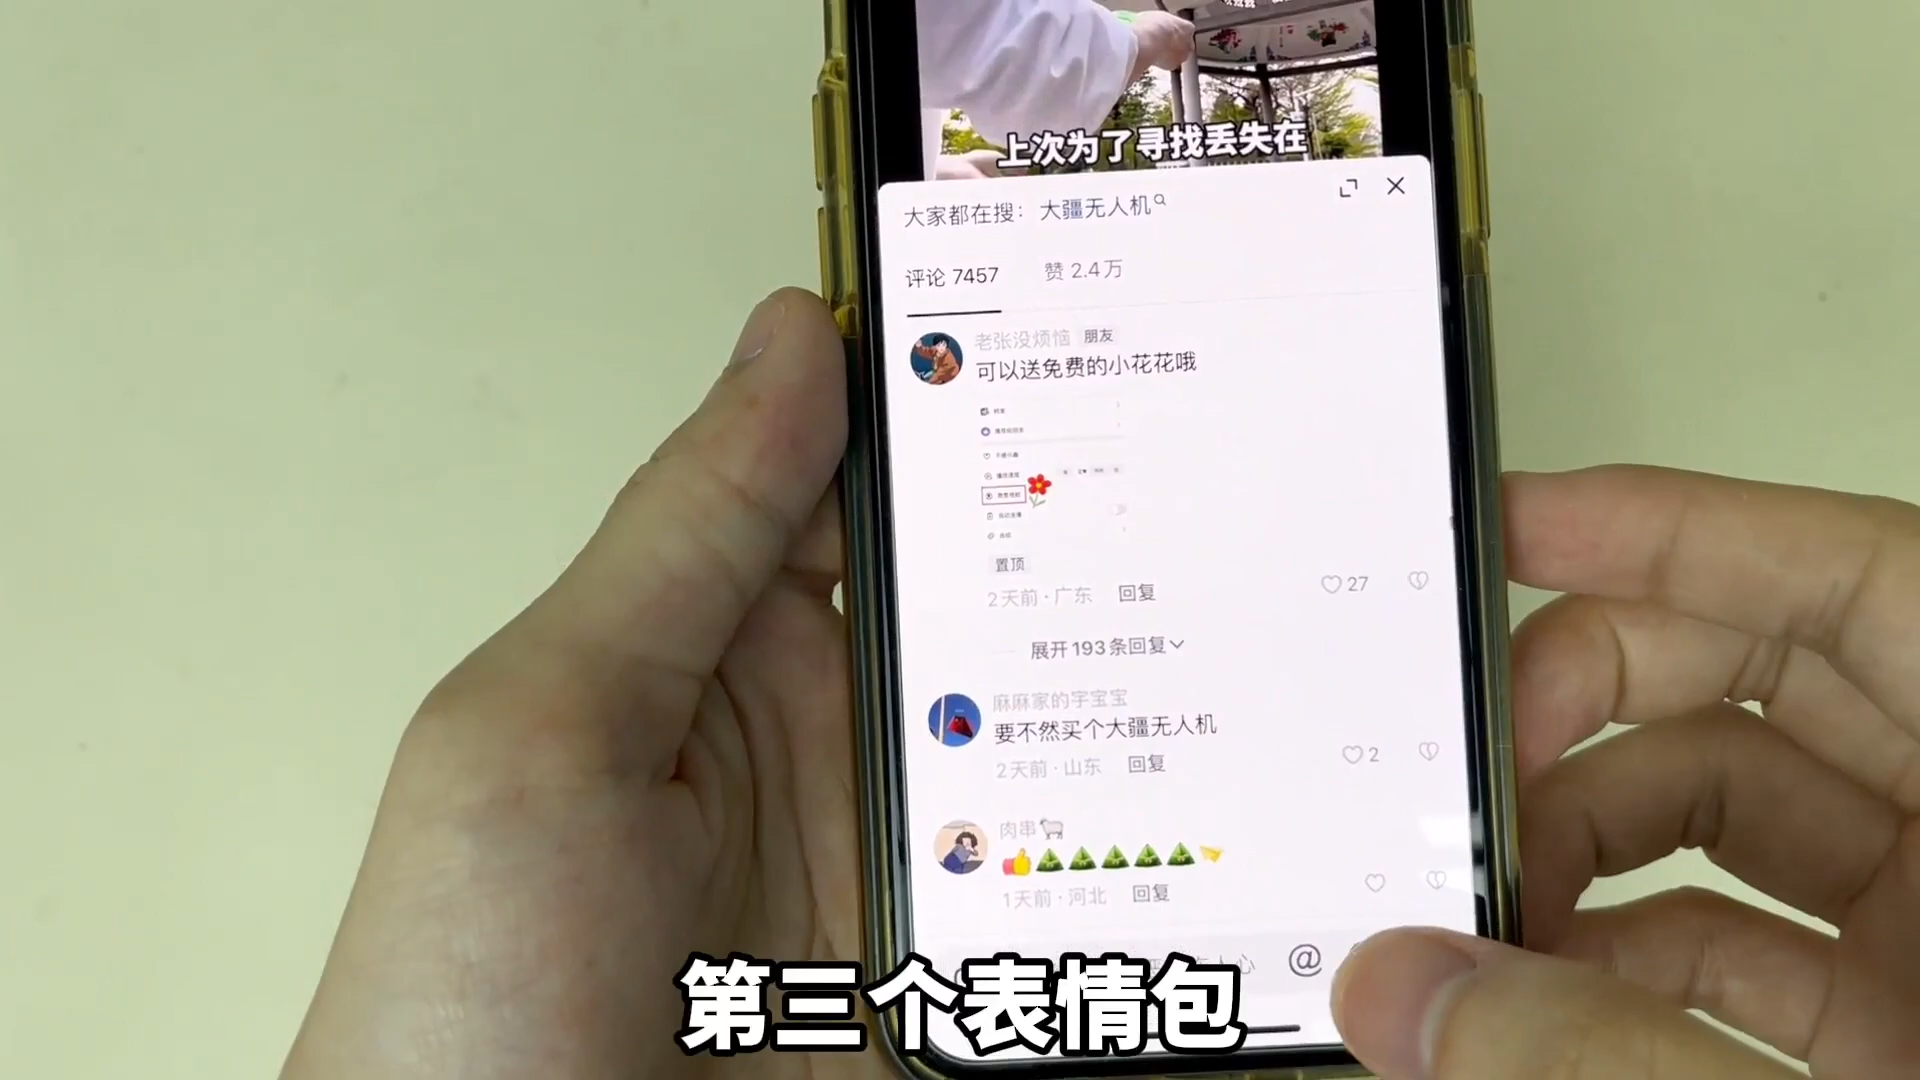 上次为了寻找丢失在
大家都在搜： 大疆无人机
评论 7457 赞 2.4万
老张没烦恼 朋友
可以送免费的小花花哦
置顶
2天前·广东 回复 27
展开193条回复
麻麻家的宇宝宝
要不然买个大疆无人机
2天前·山东 回复 2
肉串
1天前·河北 回复
@
第三个表情包